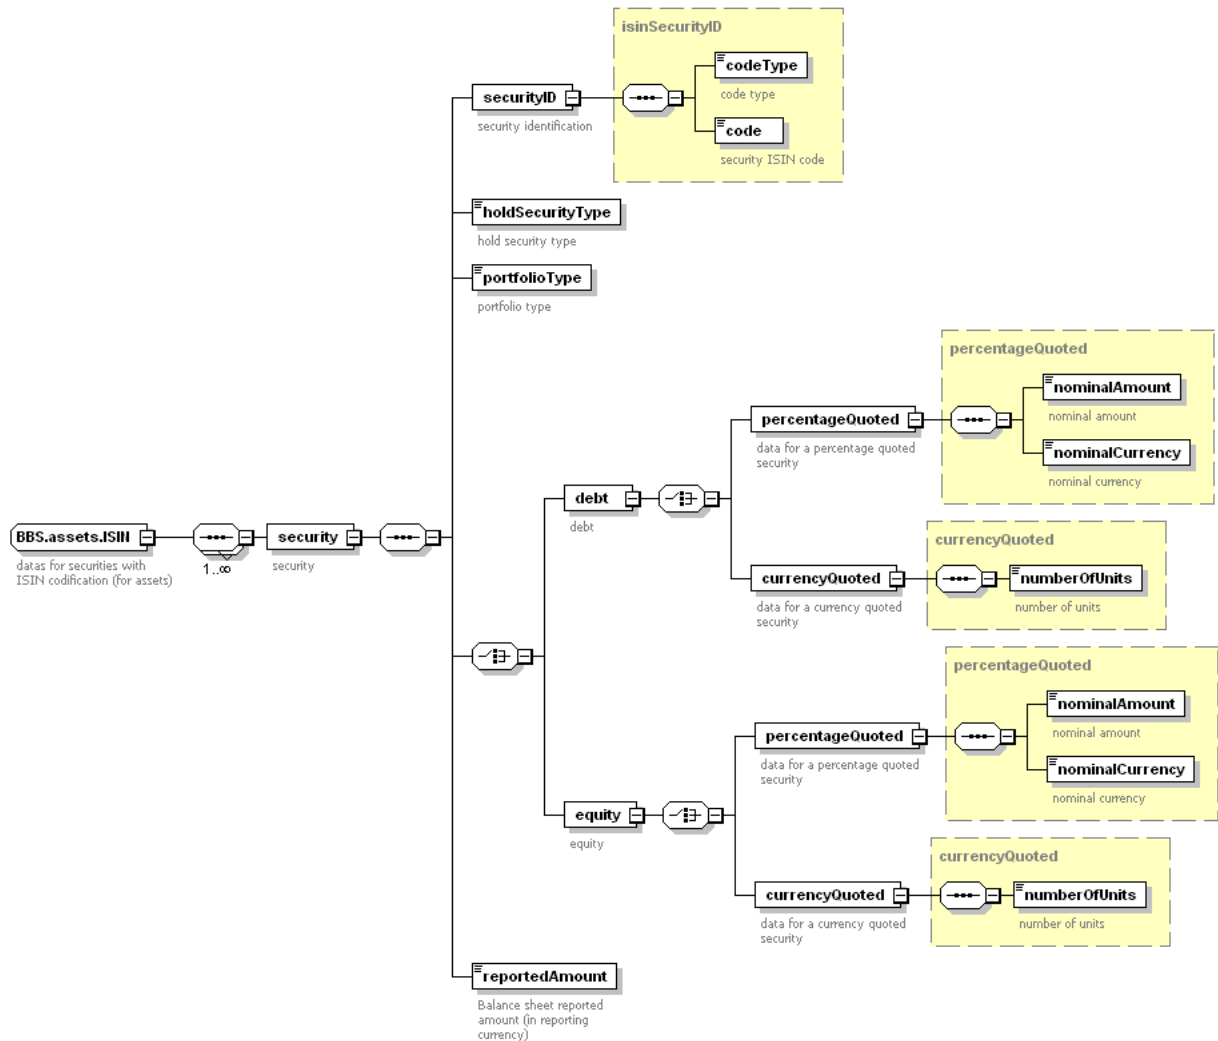 isinSecurityID
codeType
code type
securityID
security identification
code
security ISIN code
holdSecurityType
hold security type
portfolioType
portfolio type
percentageQuoted
nominalAmount
nominal amount
percentageQuoted
data for a percentage quoted
security
nominalCurrency
nominal currency
debt
debt
currencyQuoted
currencyQuoted
data for a currency quoted
security
numberOfUnits
number of units
BBS.assets.ISIN
datas for securities with
ISIN codification (for assets)
1..∞
security
security
percentageQuoted
nominalAmount
nominal amount
percentageQuoted
data for a percentage quoted
security
nominalCurrency
nominal currency
equity
equity
currencyQuoted
currencyQuoted
data for a currency quoted
security
numberOfUnits
number of units
reportedAmount
Balance sheet reported
amount (in reporting
currency)